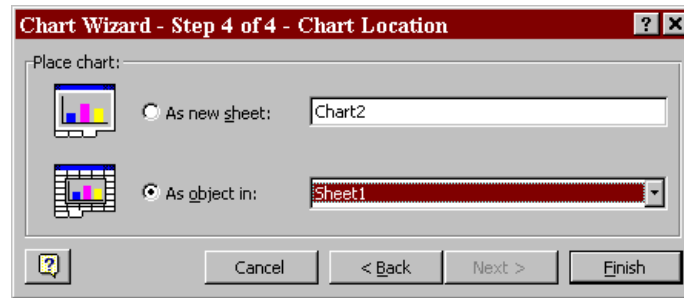 Chart Wizard - Step 4 of 4 - Chart Location
Place chart:
As new sheet: Chart2
As object in: Sheet1
Cancel < Back Next > Finish